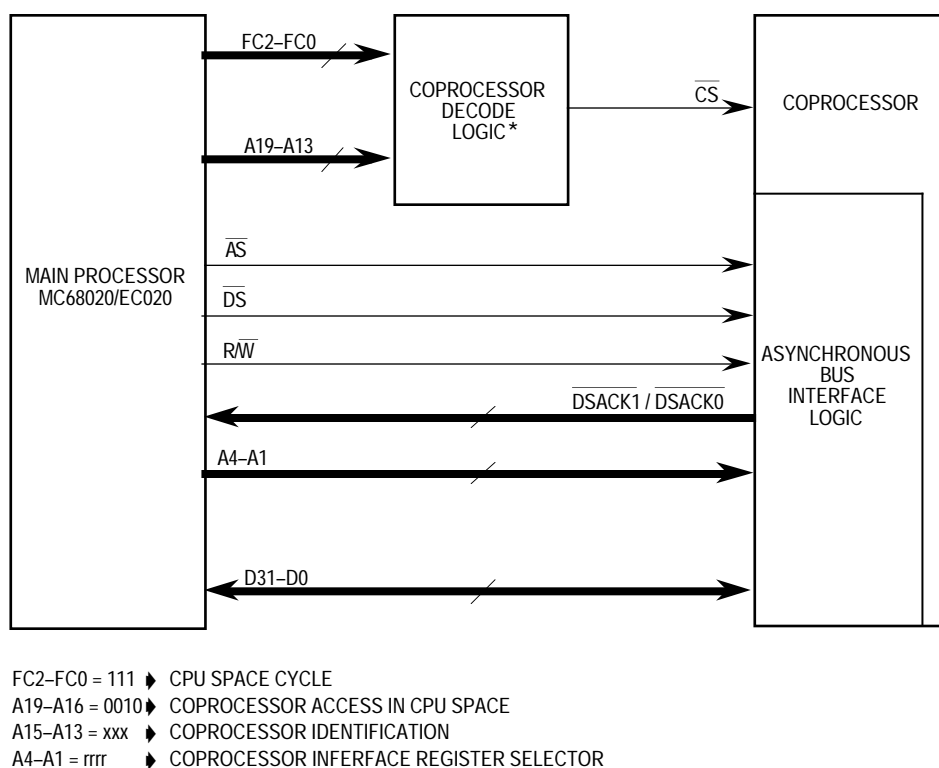 FC2–FC0
A19–A13
COPROCESSOR
DECODE
LOGIC*
CS
COPROCESSOR
MAIN PROCESSOR
MC68020/EC020
AS
DS
R/W
DSACK1 / DSACK0
A4–A1
D31–D0
ASYNCHRONOUS
BUS
INTERFACE
LOGIC
FC2–FC0 = 111 ➧ CPU SPACE CYCLE
A19–A16 = 0010 ➧ COPROCESSOR ACCESS IN CPU SPACE
A15–A13 = xxx ➧ COPROCESSOR IDENTIFICATION
A4–A1 = rrrr ➧ COPROCESSOR INFERFACE REGISTER SELECTOR